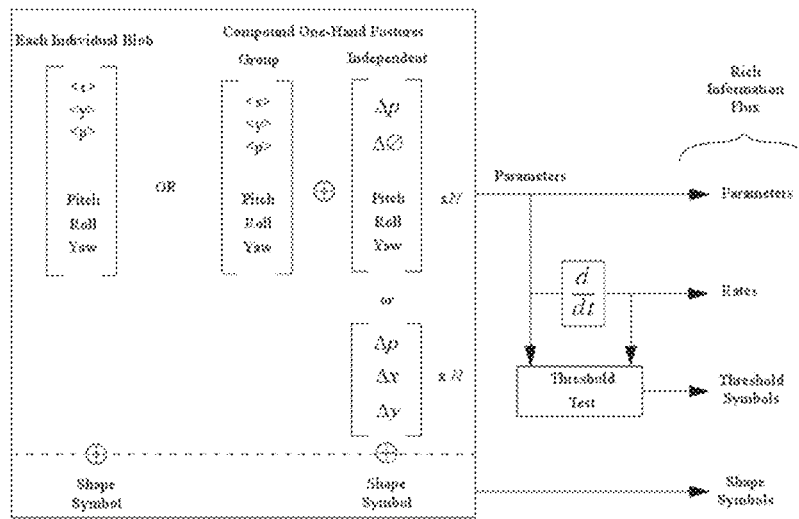 Each Individual Blob
Compound One-Hand Postures
Group
Independent
<x>
<y>
<p>
Pitch
Roll
Yaw
OR
<x>
<y>
<p>
Pitch
Roll
Yaw
⊕
Δp
Δ∅
Pitch
Roll
Yaw
x N
or
Δp
Δx
Δy
x N
⊕
Shape
Symbol
⊕
Shape
Symbol
Parameters
d
dt
Threshold
Test
Rich
Information
Flux
Parameters
Rates
Threshold
Symbols
Shape
Symbols